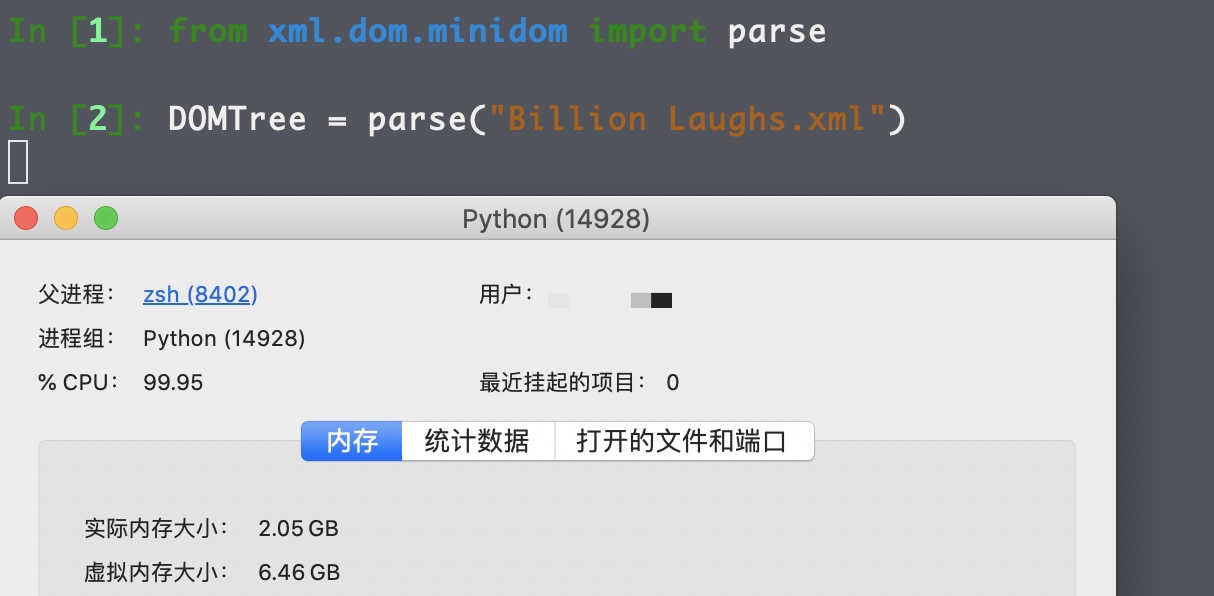 In [1]: from xml.dom.minidom import parse
In [2]: DOMTree = parse("Billion Laughs.xml")
Python (14928)
父进程： zsh (8402) 用户：
进程组： Python (14928)
% CPU： 99.95 最近挂起的项目： 0
内存 统计数据 打开的文件和端口
实际内存大小： 2.05 GB
虚拟内存大小： 6.46 GB